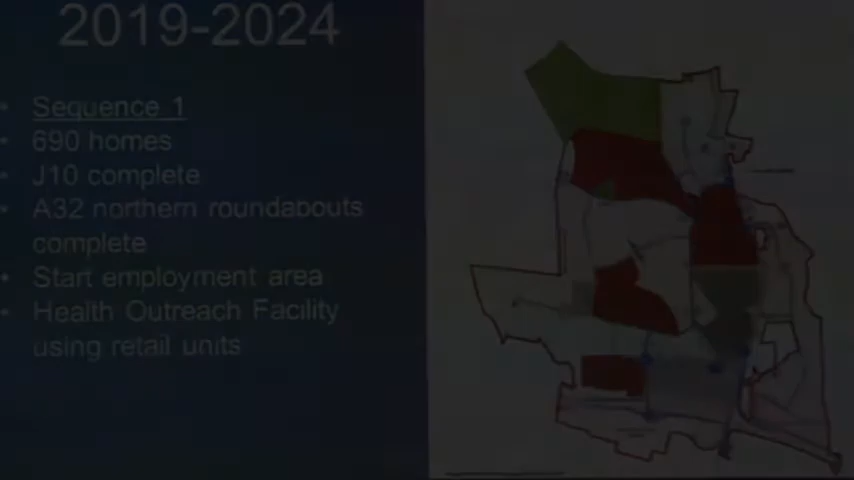 2019-2024
• Sequence 1
• 690 homes
• J10 complete
• A32 northern roundabouts
complete
• Start employment area
• Health Outreach Facility
using retail units